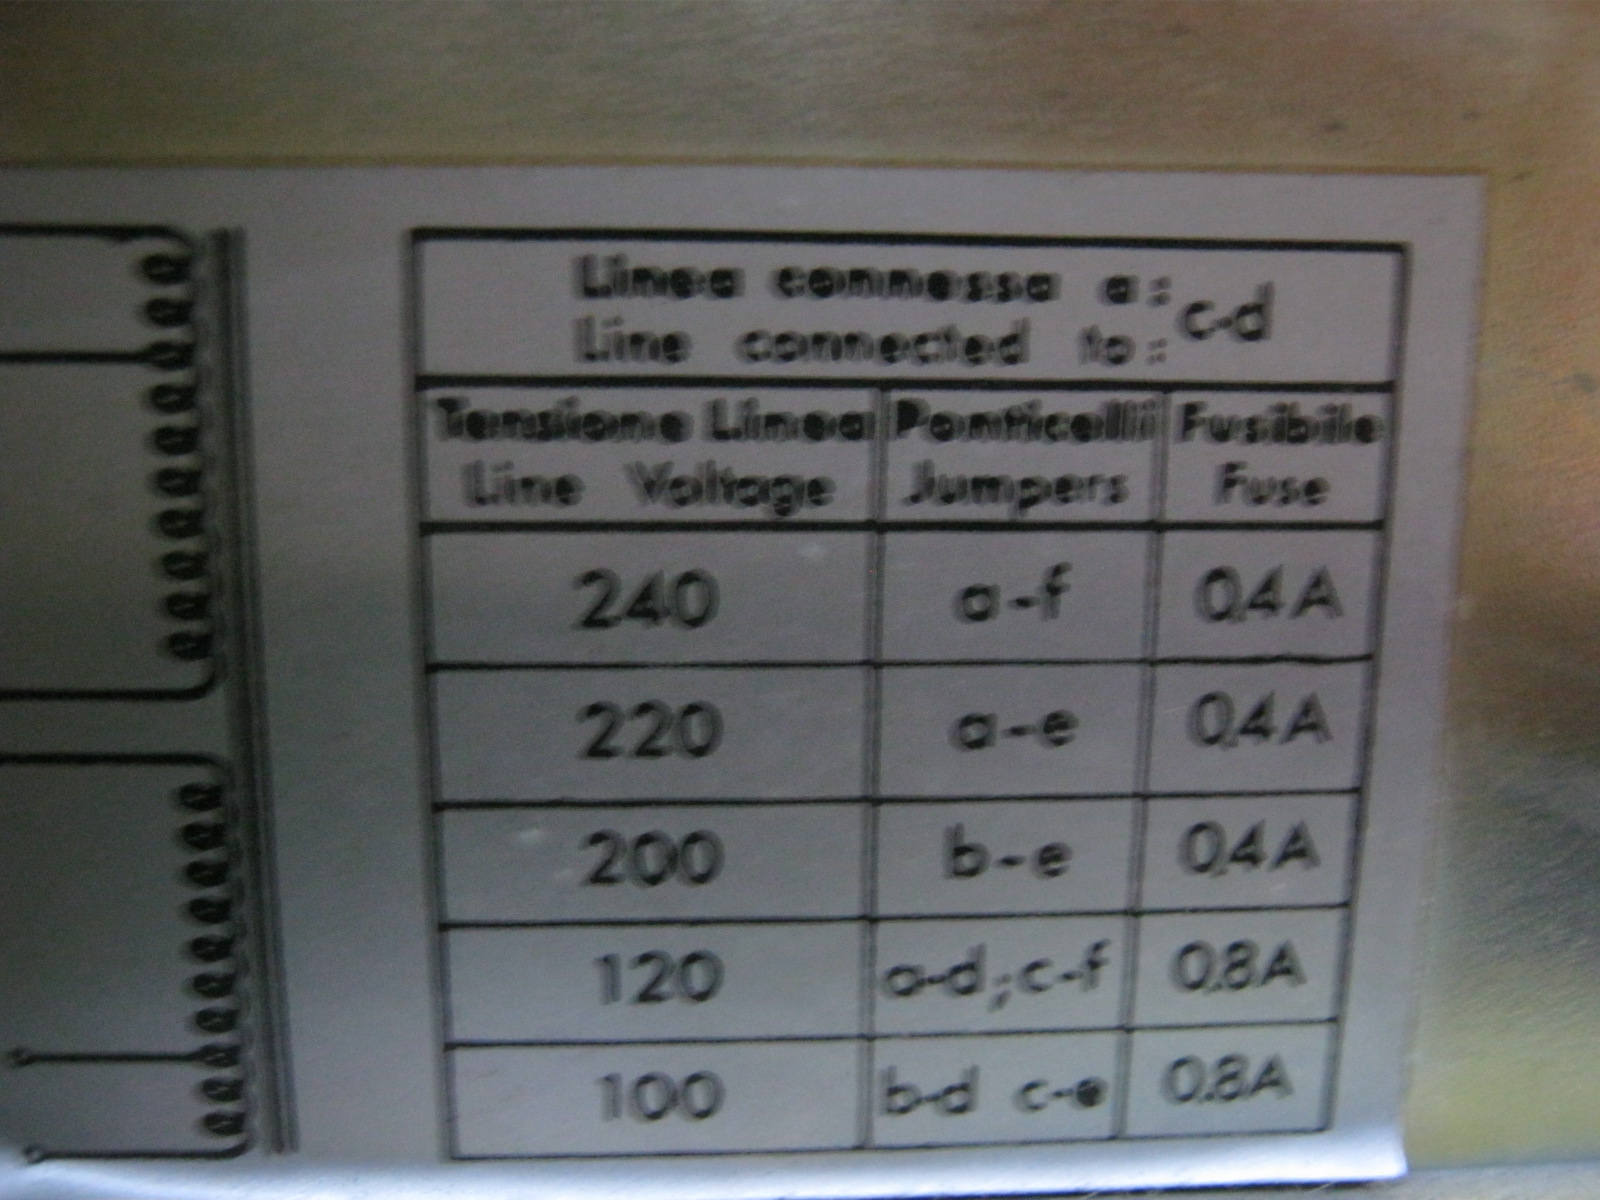 Linea connessa a: c-d
Line connected to:
Tensione Linea Ponticelli Fusibile
Line Voltage Jumpers Fuse
240 a-f 0.4A
220 a-e 0.4A
200 b-e 0.4A
120 a-d;c-f 0.8A
100 b-d c-e 0.8A